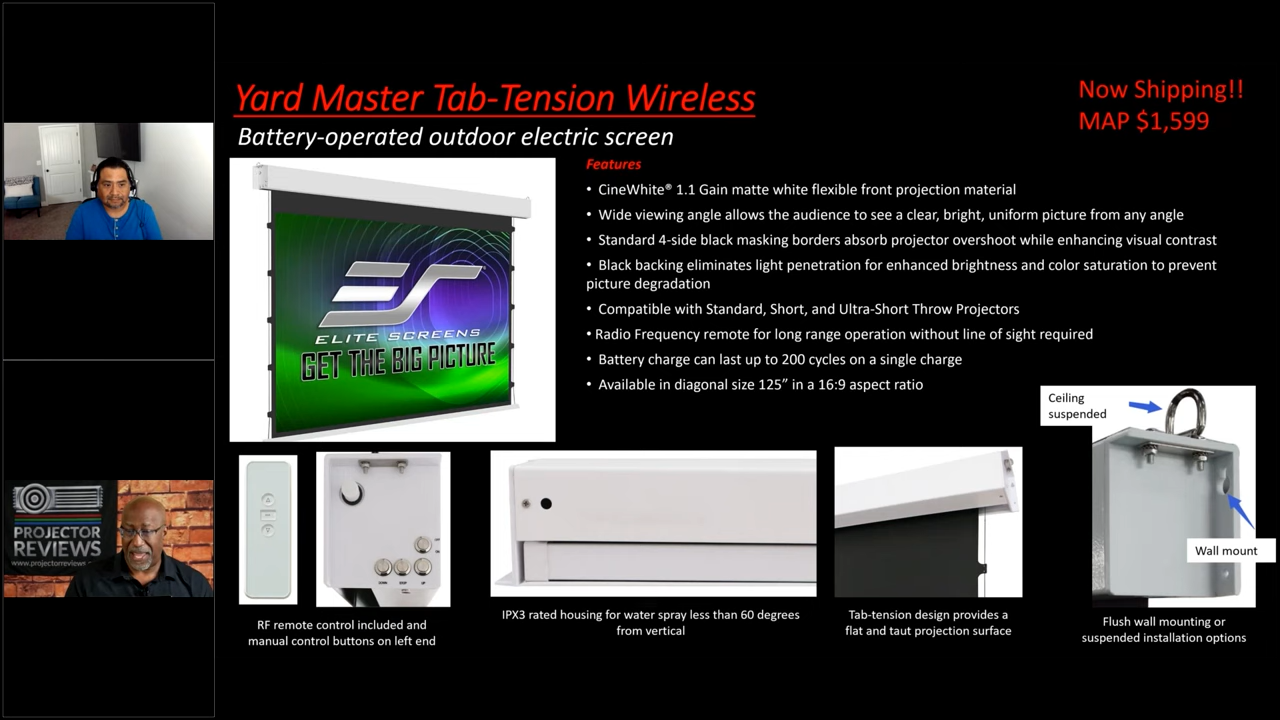 Yard Master Tab-Tension Wireless
Battery-operated outdoor electric screen
Now Shipping!!
MAP $1,599
Features
• CineWhite® 1.1 Gain matte white flexible front projection material
• Wide viewing angle allows the audience to see a clear, bright, uniform picture from any angle
• Standard 4-side black masking borders absorb projector overshoot while enhancing visual contrast
• Black backing eliminates light penetration for enhanced brightness and color saturation to prevent
picture degradation
• Compatible with Standard, Short, and Ultra-Short Throw Projectors
• Radio Frequency remote for long range operation without line of sight required
• Battery charge can last up to 200 cycles on a single charge
• Available in diagonal size 125” in a 16:9 aspect ratio
ES
ELITE SCREENS
GET THE BIG PICTURE
Ceiling
suspended
Wall mount
DOWN STOP UP
RF remote control included and
manual control buttons on left end
IPX3 rated housing for water spray less than 60 degrees
from vertical
Tab-tension design provides a
flat and taut projection surface
Flush wall mounting or
suspended installation options
PROJECTOR
REVIEWS
www.projectorreviews